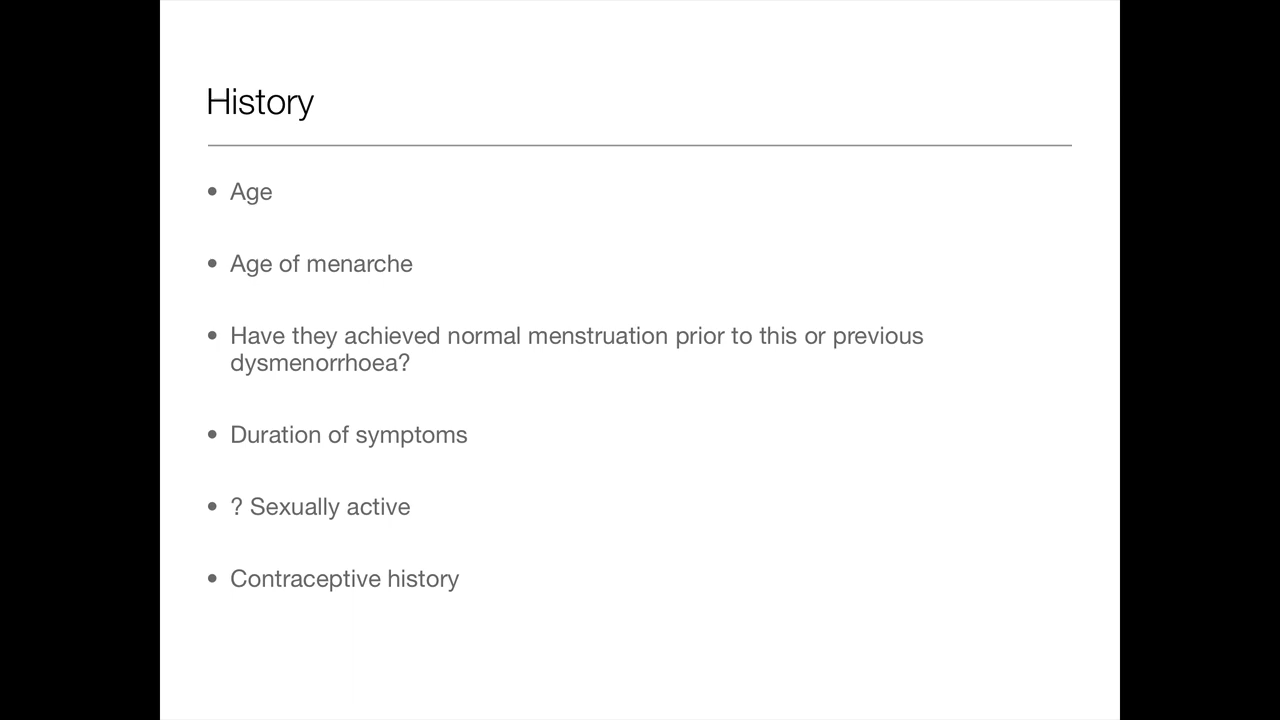 History
• Age
• Age of menarche
• Have they achieved normal menstruation prior to this or previous
dysmenorrhoea?
• Duration of symptoms
• ? Sexually active
• Contraceptive history